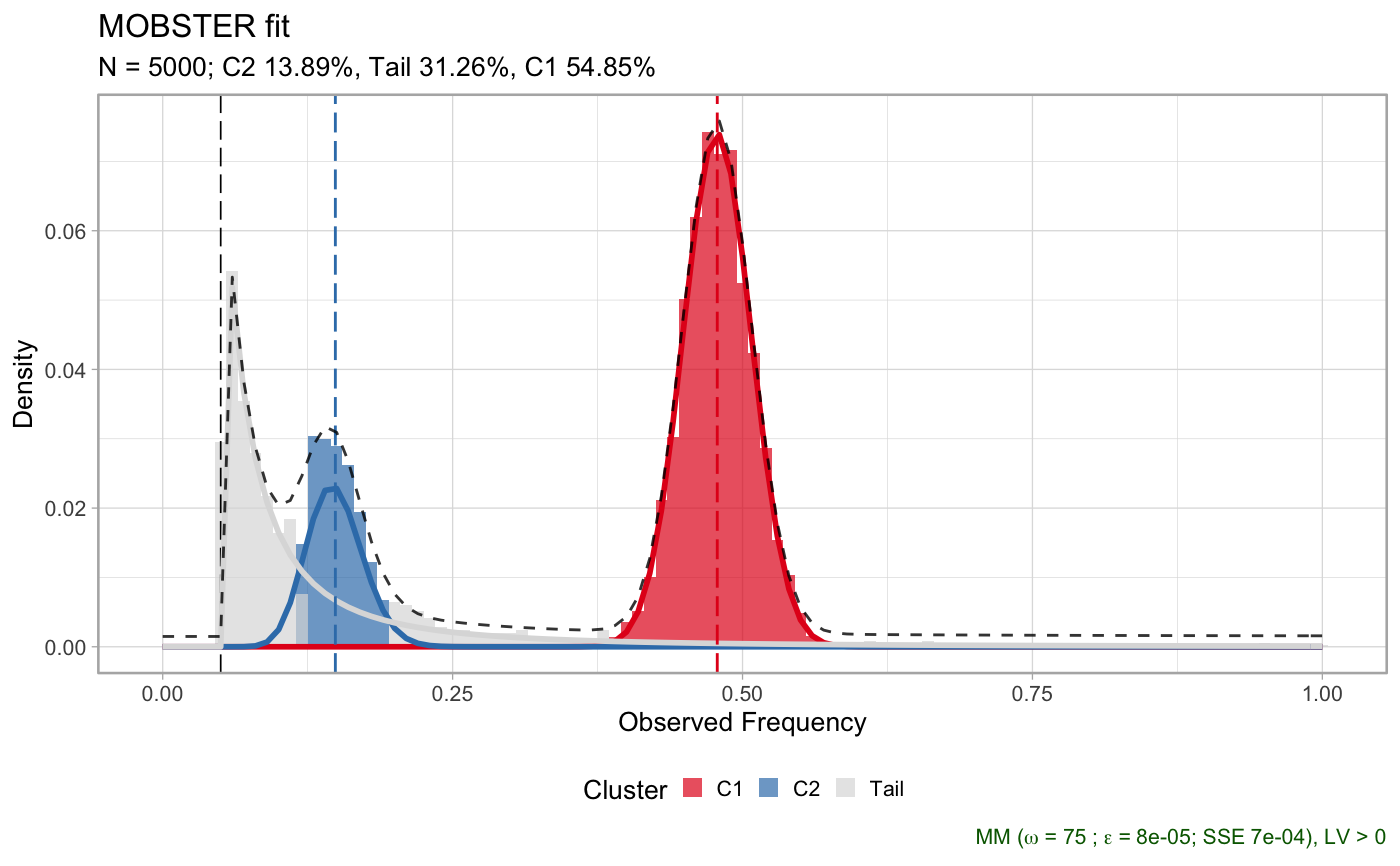 MOBSTER fit
N = 5000; C2 13.89%, Tail 31.26%, C1 54.85%
Density
0.06
0.04
0.02
0.00
0.00 0.25 0.50 0.75 1.00
Observed Frequency
Cluster C1 C2 Tail
MM (ω = 75 ; ε = 8e-05; SSE 7e-04), LV > 0